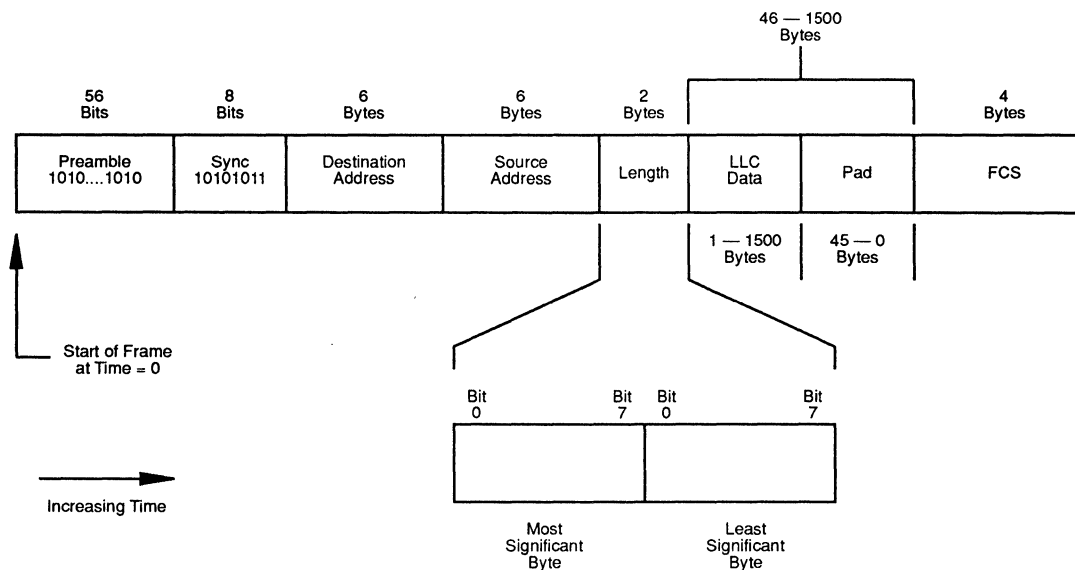 46 — 1500
Bytes
56
Bits
8
Bits
6
Bytes
6
Bytes
2
Bytes
4
Bytes
Preamble
1010....1010
Sync
10101011
Destination
Address
Source
Address
Length
LLC
Data
Pad
FCS
1 — 1500
Bytes
45 — 0
Bytes
Start of Frame
at Time = 0
Bit
0
Bit
7
Bit
0
Bit
7
Increasing Time
Most
Significant
Byte
Least
Significant
Byte